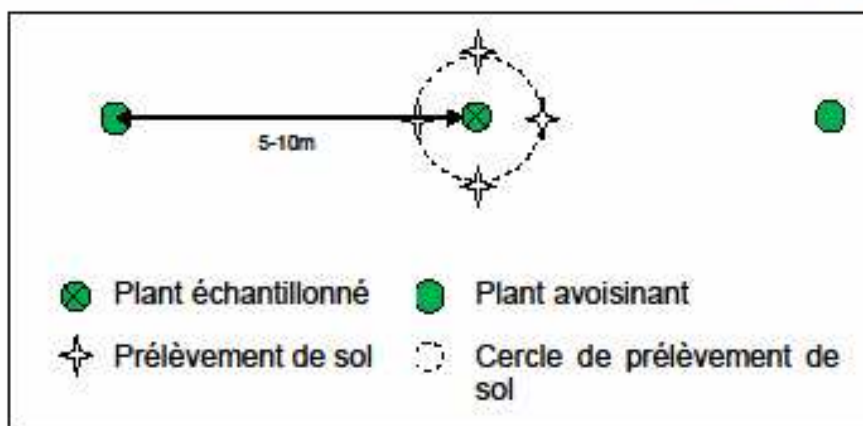 5-10m
Plant échantillonné
Plant avoisinant
Prélèvement de sol
Cercle de prélèvement de
sol